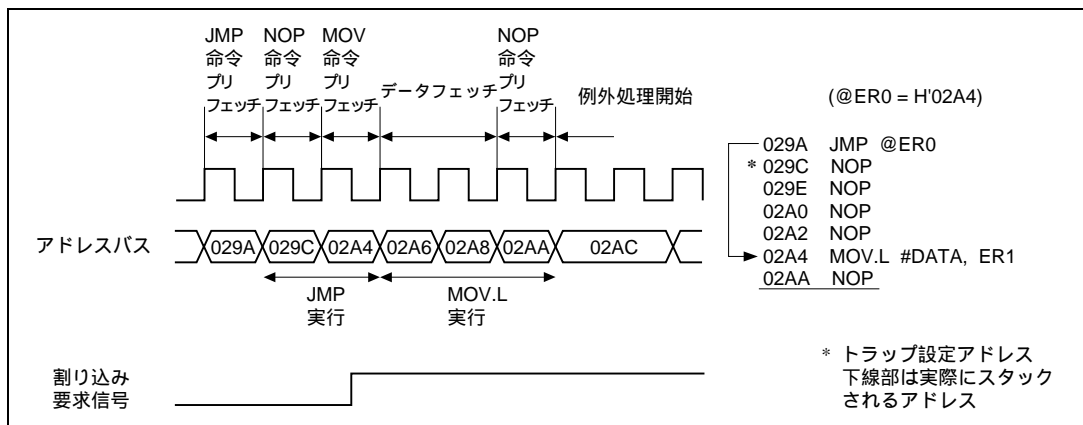 JMP NOP MOV NOP
命令 命令 命令 命令
プリ プリ プリ プリ
フェッチ フェッチ フェッチ データフェッチ フェッチ 例外処理開始
(@ER0 = H'02A4)
029A JMP @ER0
* 029C NOP
029E NOP
02A0 NOP
02A2 NOP
02A4 MOV.L #DATA, ER1
02AA NOP
アドレスバス 029A 029C 02A4 02A6 02A8 02AA 02AC
JMP MOV.L
実行 実行
割り込み
要求信号
* トラップ設定アドレス
下線部は実際にスタック
されるアドレス